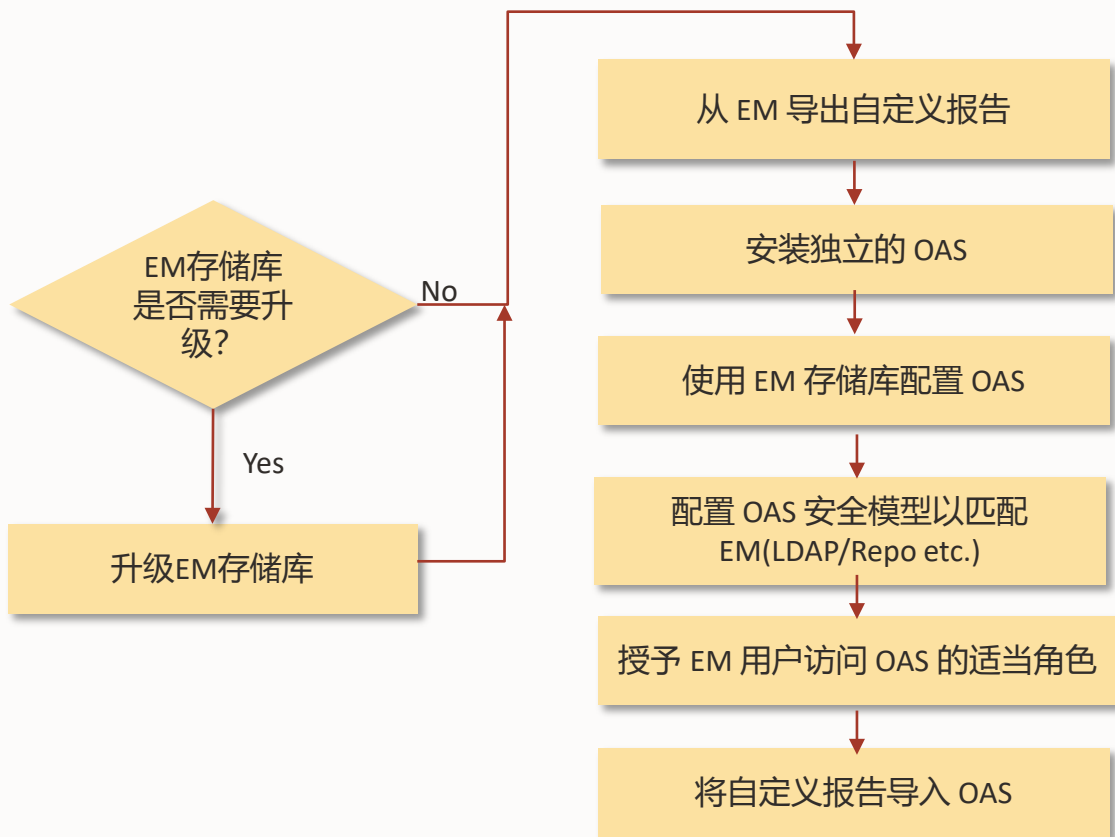 EM存储库
是否需要升
级?
No
Yes
升级EM存储库
从 EM 导出自定义报告
安装独立的 OAS
使用 EM 存储库配置 OAS
配置 OAS 安全模型以匹配
EM(LDAP/Repo etc.)
授予 EM 用户访问 OAS 的适当角色
将自定义报告导入 OAS